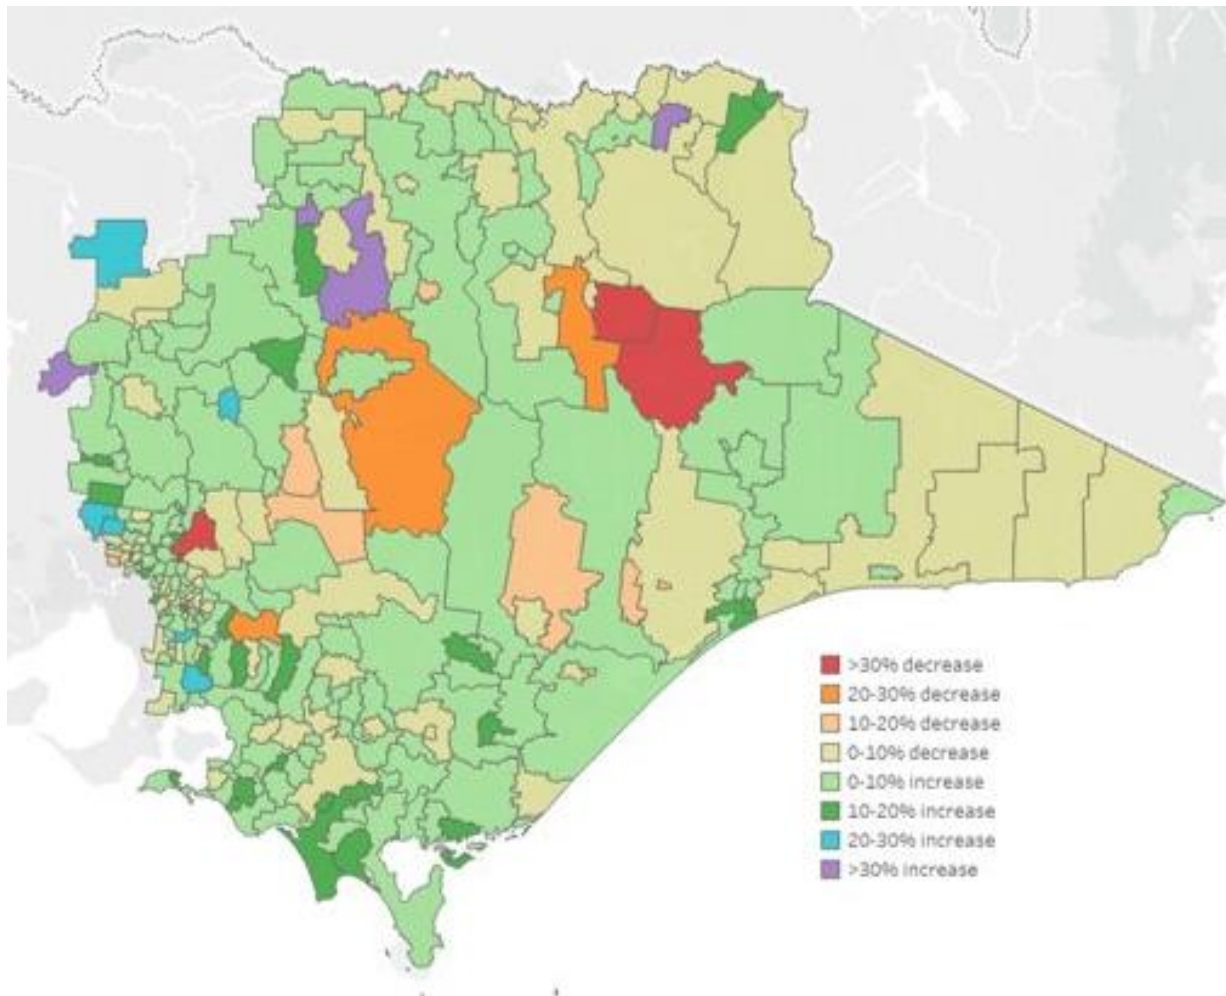 >30% decrease
20-30% decrease
10-20% decrease
0-10% decrease
0-10% increase
10-20% increase
20-30% increase
>30% increase